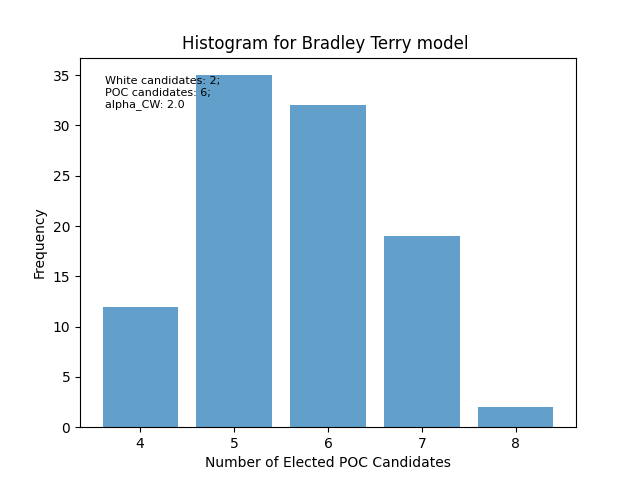 Histogram for Bradley Terry model
White candidates: 2;
POC candidates: 6;
alpha_CW: 2.0
35
30
25
20
15
10
5
0
Frequency
4 5 6 7 8
Number of Elected POC Candidates